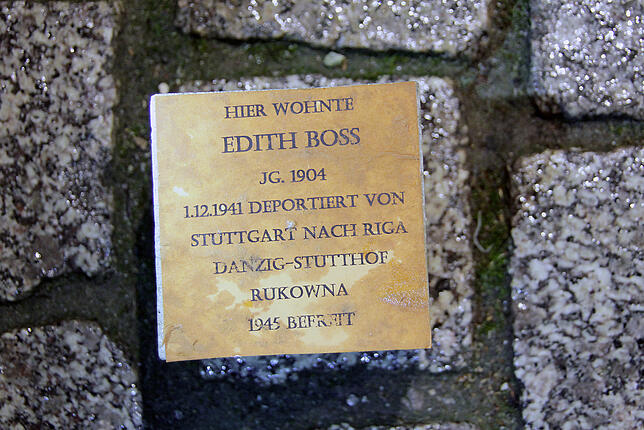 HIER WOHNTE
EDITH BOSS
JG. 1904
1.12.1941 DEPORTIERT VON
STUTTGART NACH RIGA
DANZIG-STUTTHOF
RUKOWNA
1945 BEFREIT